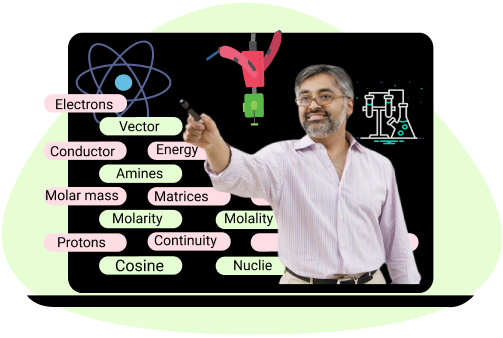 Electrons
Vector
Conductor
Energy
Amines
Molar mass
Matrices
Molarity
Molality
Protons
Continuity
Cosine
Nuclie